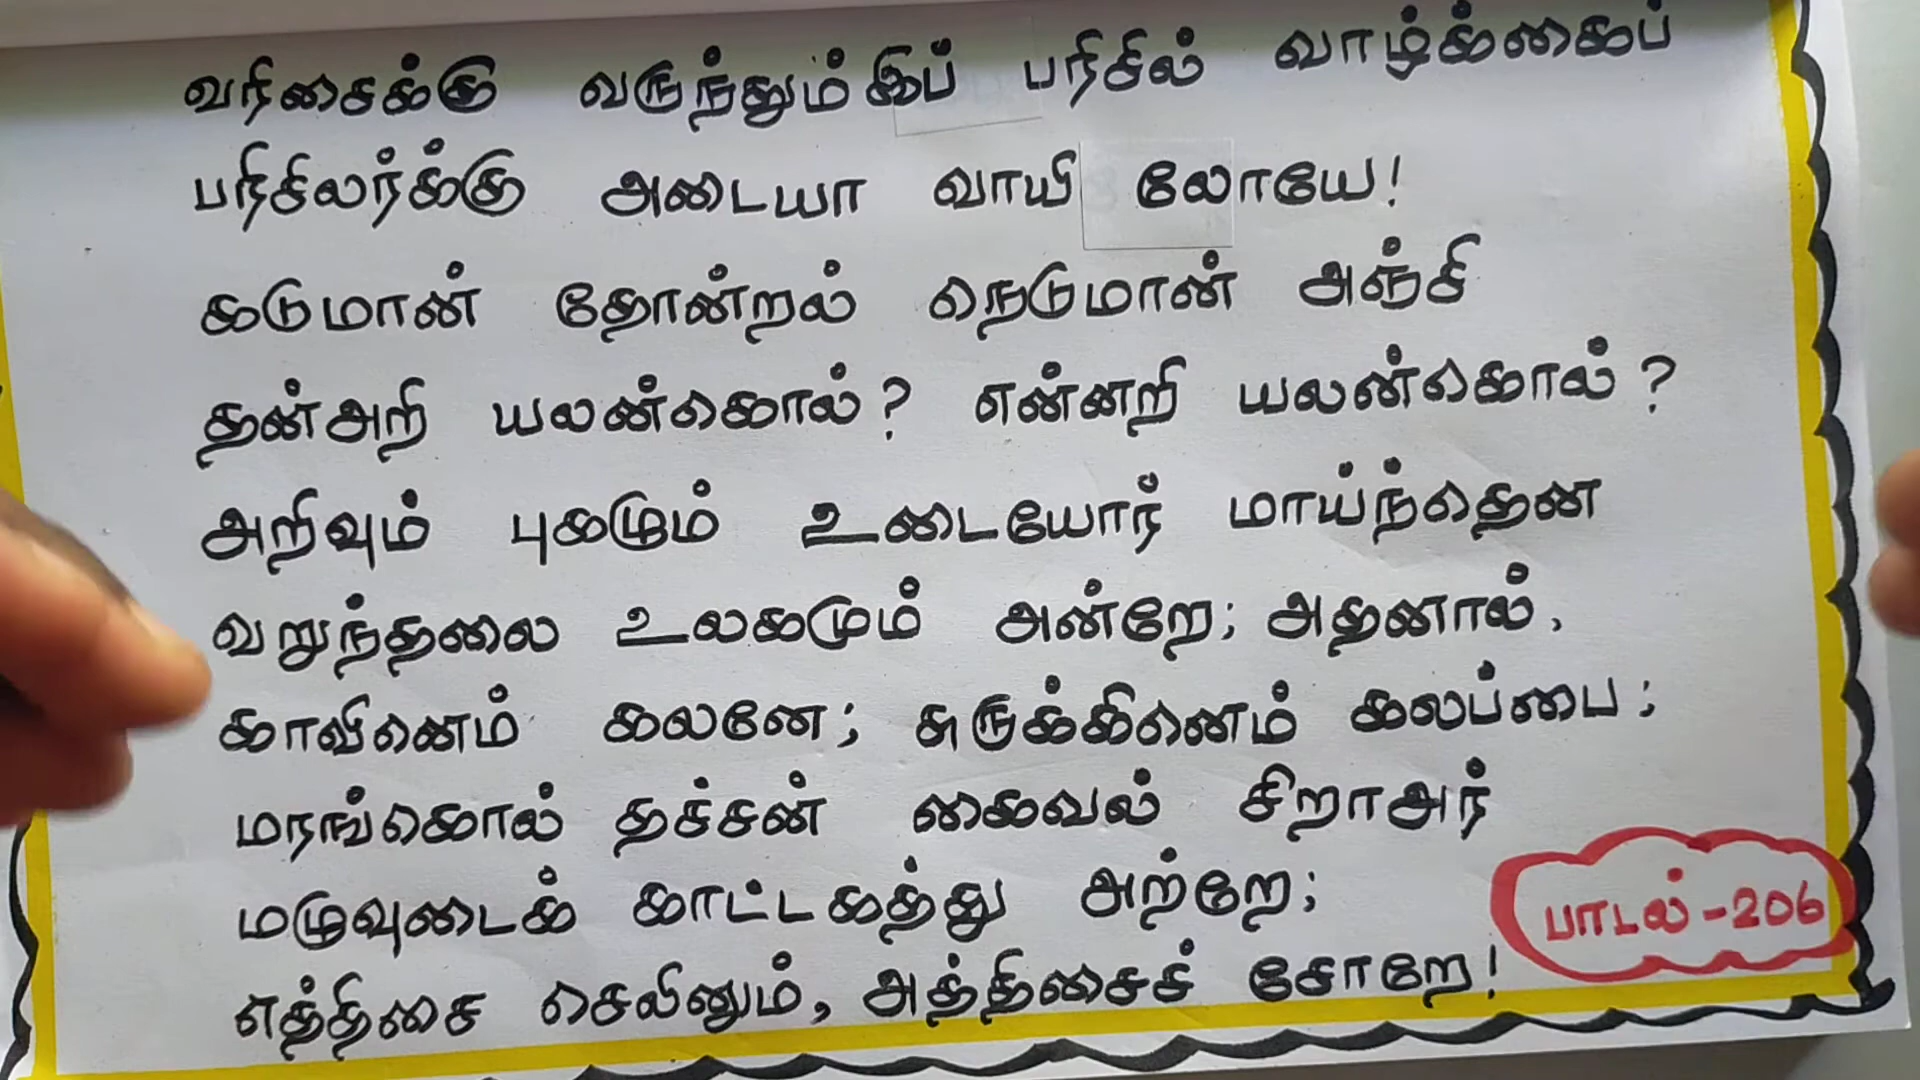 வரிசைக்கு வருந்தும்இப் பரிசில் வாழ்க்கைப்
பரிசிலர்க்கு அடையா வாயி லோயே!
கடுமான் தோன்றல் நெடுமான் அஞ்சி
தன்அறி யலன்கொல்? என்னறி யலன்கொல்?
அறிவும் புகழும் உடையோர் மாய்ந்தென
வறுந்தலை உலகமும் அன்றே; அதனால்,
காவினெம் கலனே; சுருக்கினெம் கலப்பை;
மரங்கொல் தச்சன் கைவல் சிறாஅர்
மழுவுடைக் காட்டகத்து அற்றே;
எத்திசை செலினும், அத்திசைச் சோறே!
பாடல் - 206